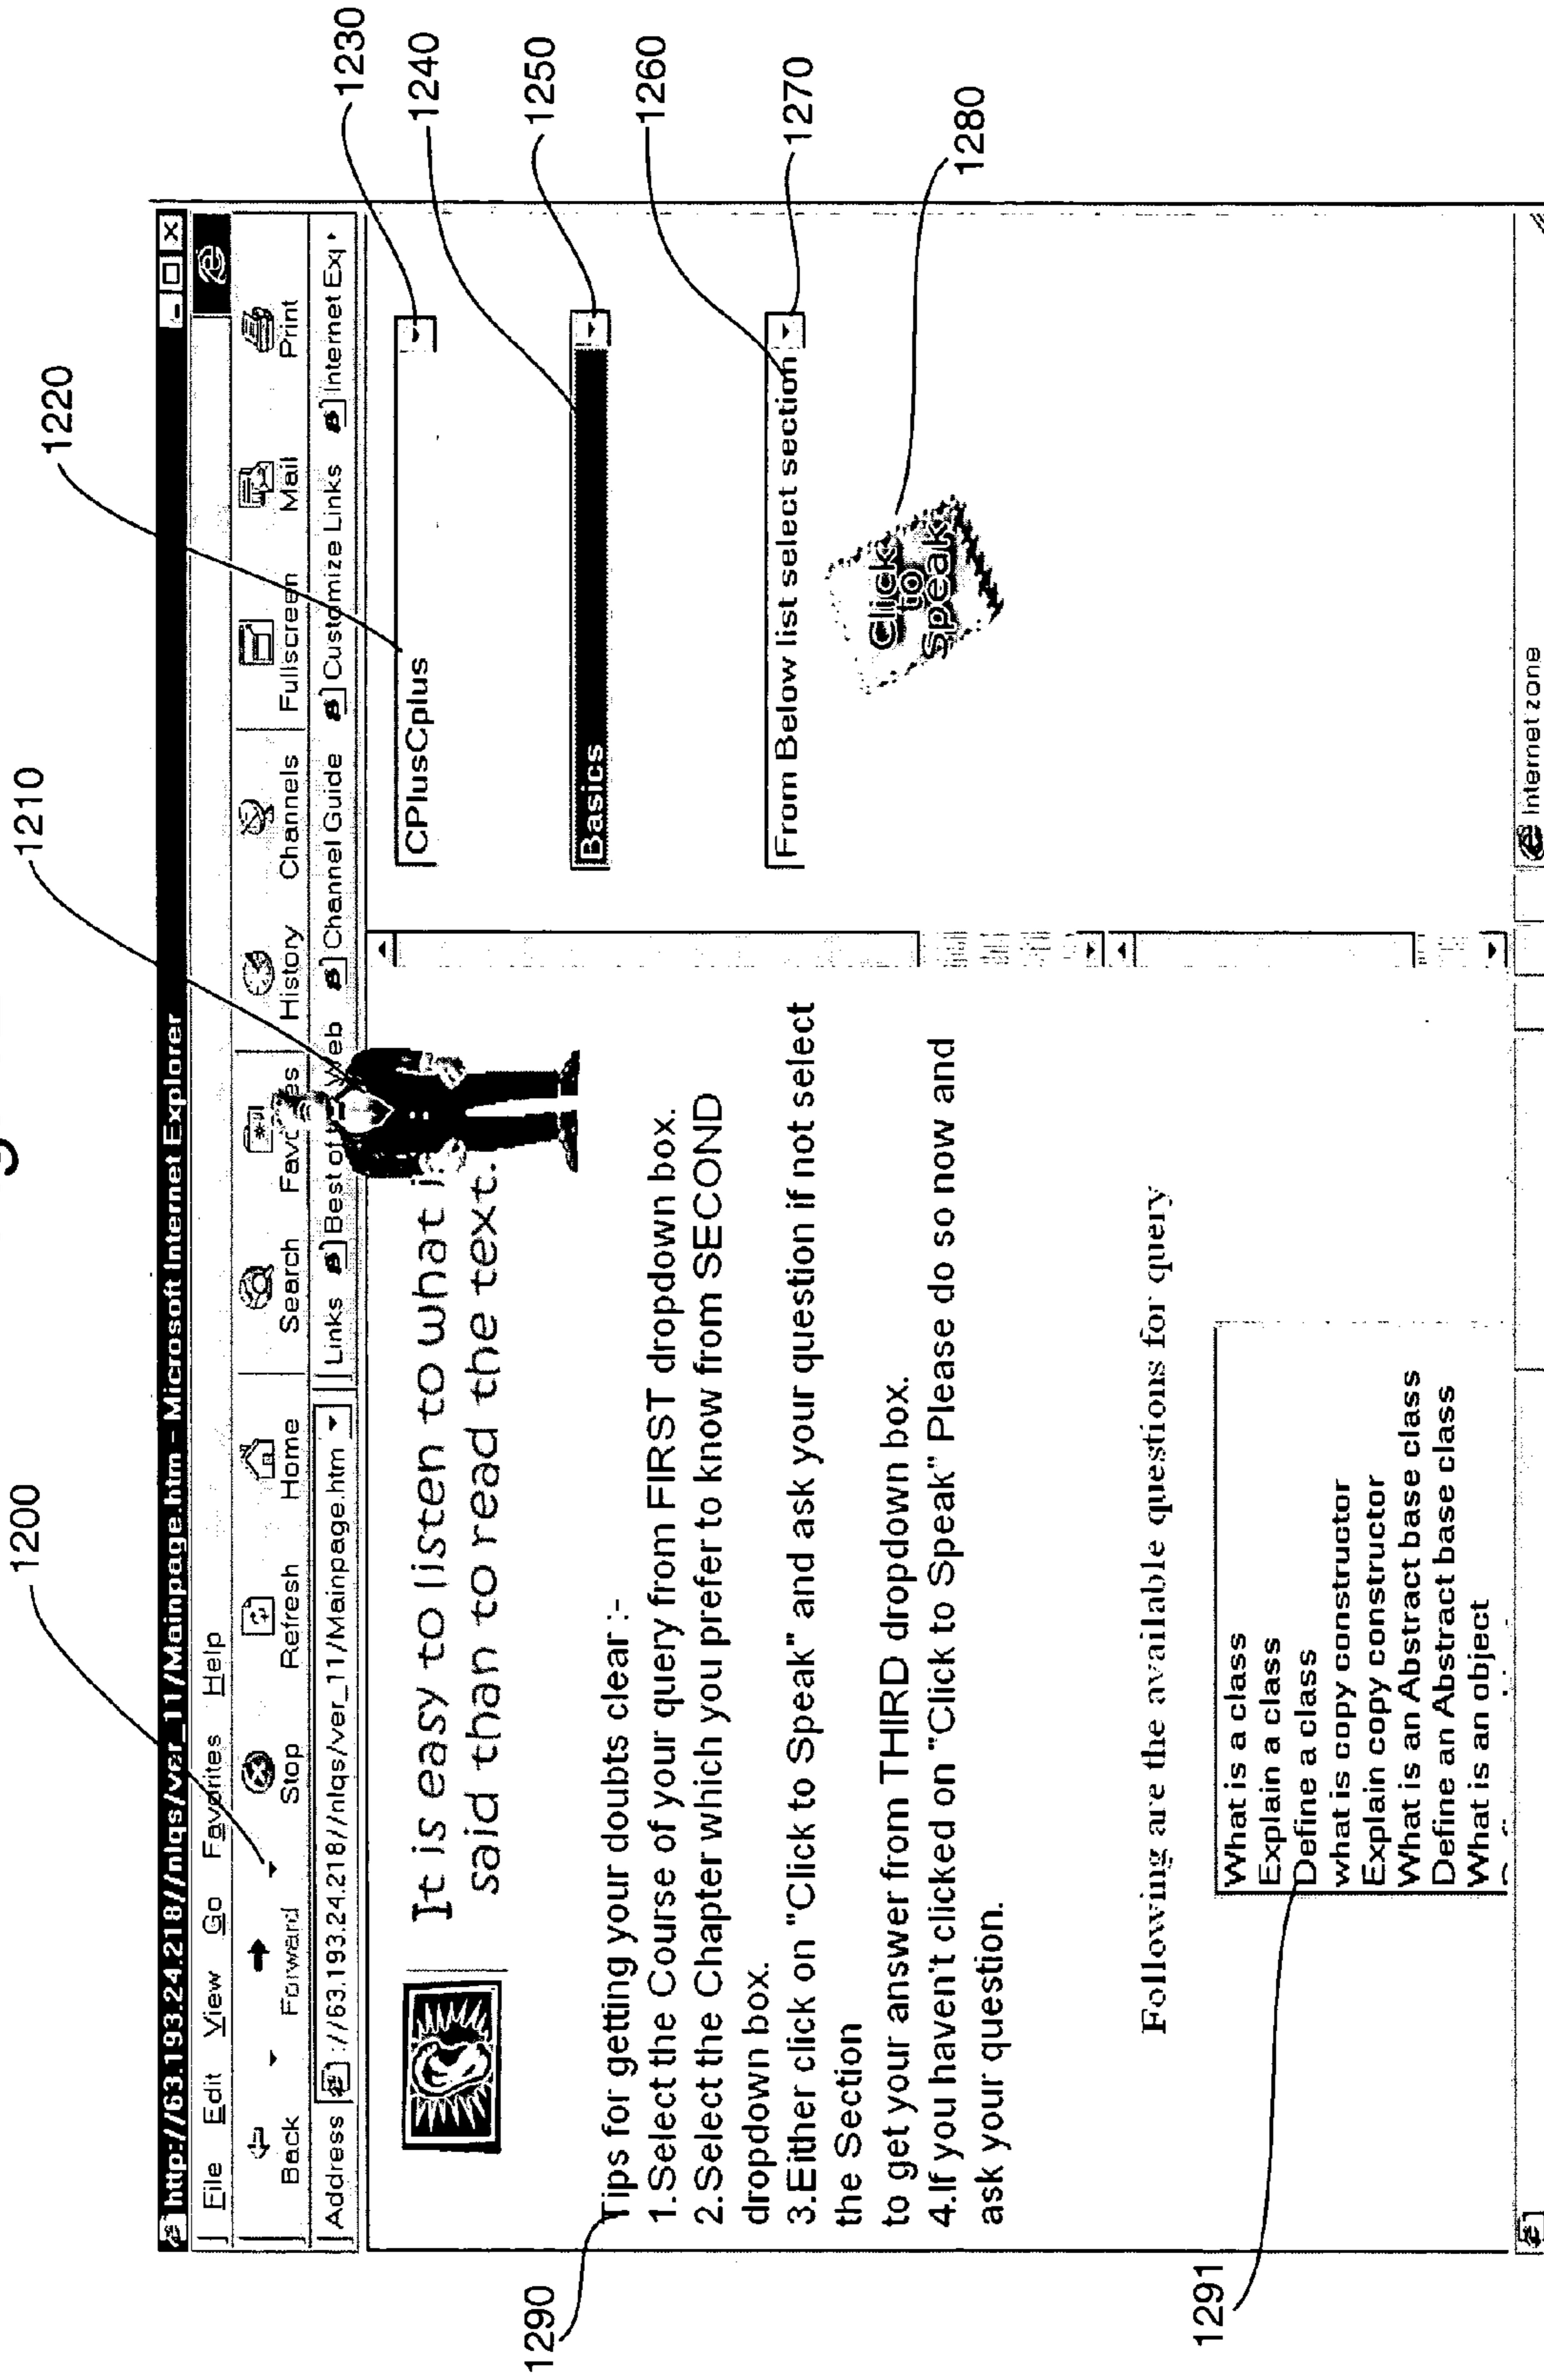 1200
1210
1220
http://63.193.24.218//nlqs/ver_11/Mainpage.htm - Microsoft Internet Explorer
File Edit View Go Favorites Help
Back Forward Stop Refresh Home Search Favorites History Channels Fullscreen Mail Print
Address ://63.193.24.218//nlqs/ver_11/Mainpage.htm Links Best of Web Channel Guide Customize Links Internet Exp
1230
1240
1250
1260
1270
1280
It is easy to listen to what i
said than to read the text.
CPlusCplus
Basics
From Below list select section
Click
to
Speak
1290
Tips for getting your doubts clear :-
1.Select the Course of your query from FIRST dropdown box.
2.Select the Chapter which you prefer to know from SECOND
dropdown box.
3.Either click on "Click to Speak" and ask your question if not select
the Section
to get your answer from THIRD dropdown box.
4.If you haven't clicked on "Click to Speak" Please do so now and
ask your question.
Following are the available questions for query
1291
What is a class
Explain a class
Define a class
what is copy constructor
Explain copy constructor
What is an Abstract base class
Define an Abstract base class
What is an object
Internet zone